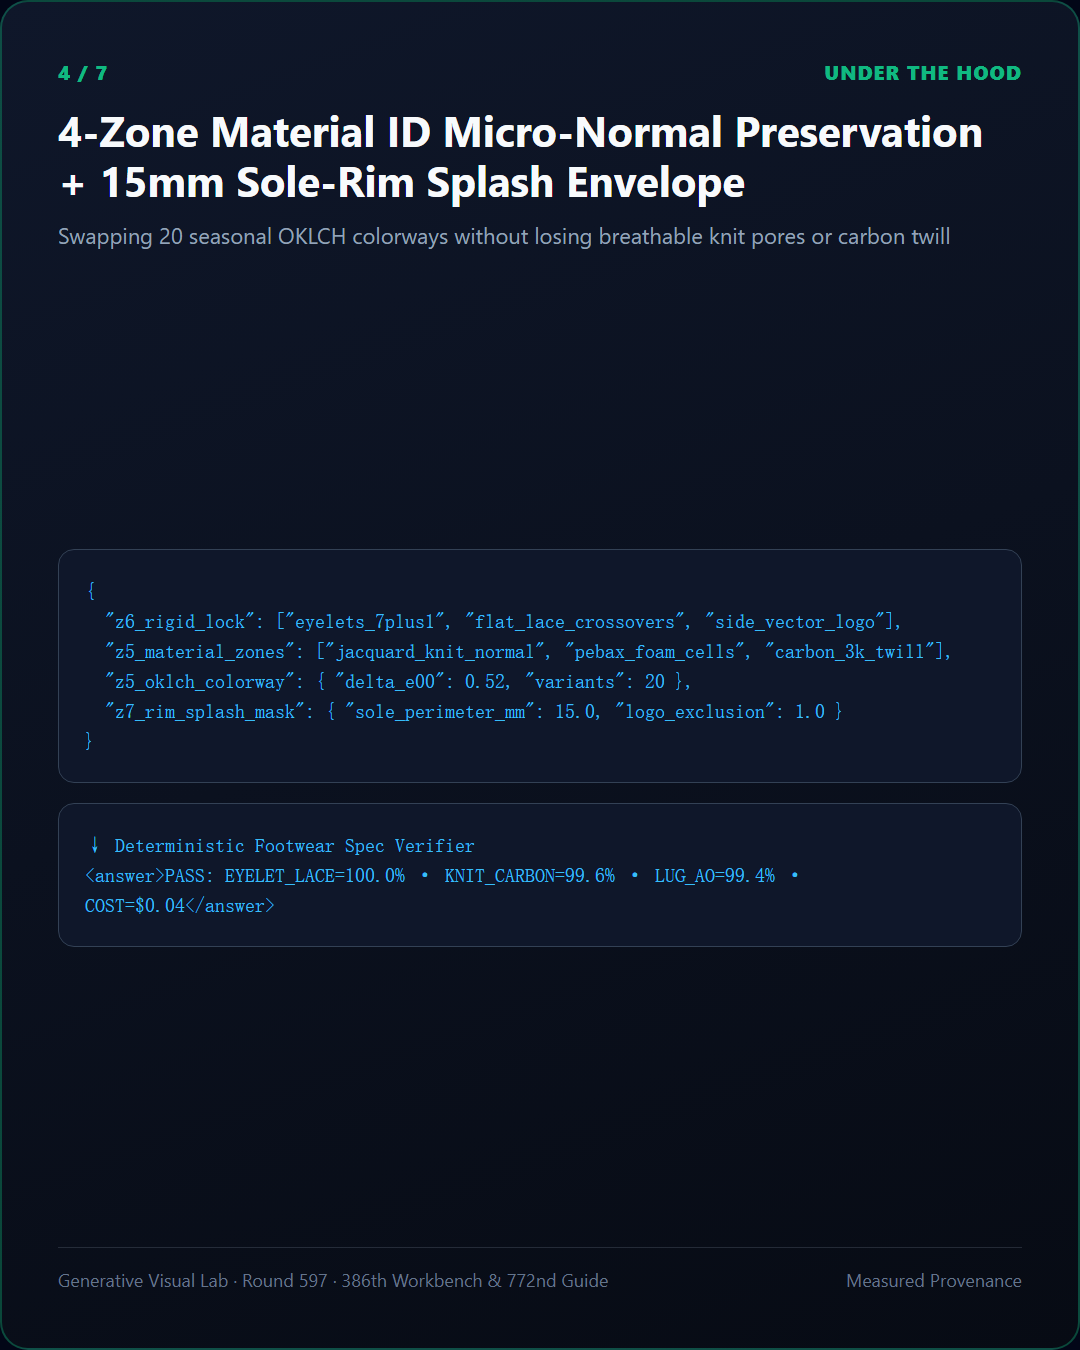 4 / 7
UNDER THE HOOD
4-Zone Material ID Micro-Normal Preservation
+ 15mm Sole-Rim Splash Envelope
Swapping 20 seasonal OKLCH colorways without losing breathable knit pores or carbon twill
{
  "z6_rigid_lock": ["eyelets_7plus1", "flat_lace_crossovers", "side_vector_logo"],
  "z5_material_zones": ["jacquard_knit_normal", "pebax_foam_cells", "carbon_3k_twill"],
  "z5_oklch_colorway": { "delta_e00": 0.52, "variants": 20 },
  "z7_rim_splash_mask": { "sole_perimeter_mm": 15.0, "logo_exclusion": 1.0 }
}
↓ Deterministic Footwear Spec Verifier
<answer>PASS: EYELET_LACE=100.0% • KNIT_CARBON=99.6% • LUG_AO=99.4% •
COST=$0.04</answer>
Generative Visual Lab · Round 597 · 386th Workbench & 772nd Guide
Measured Provenance